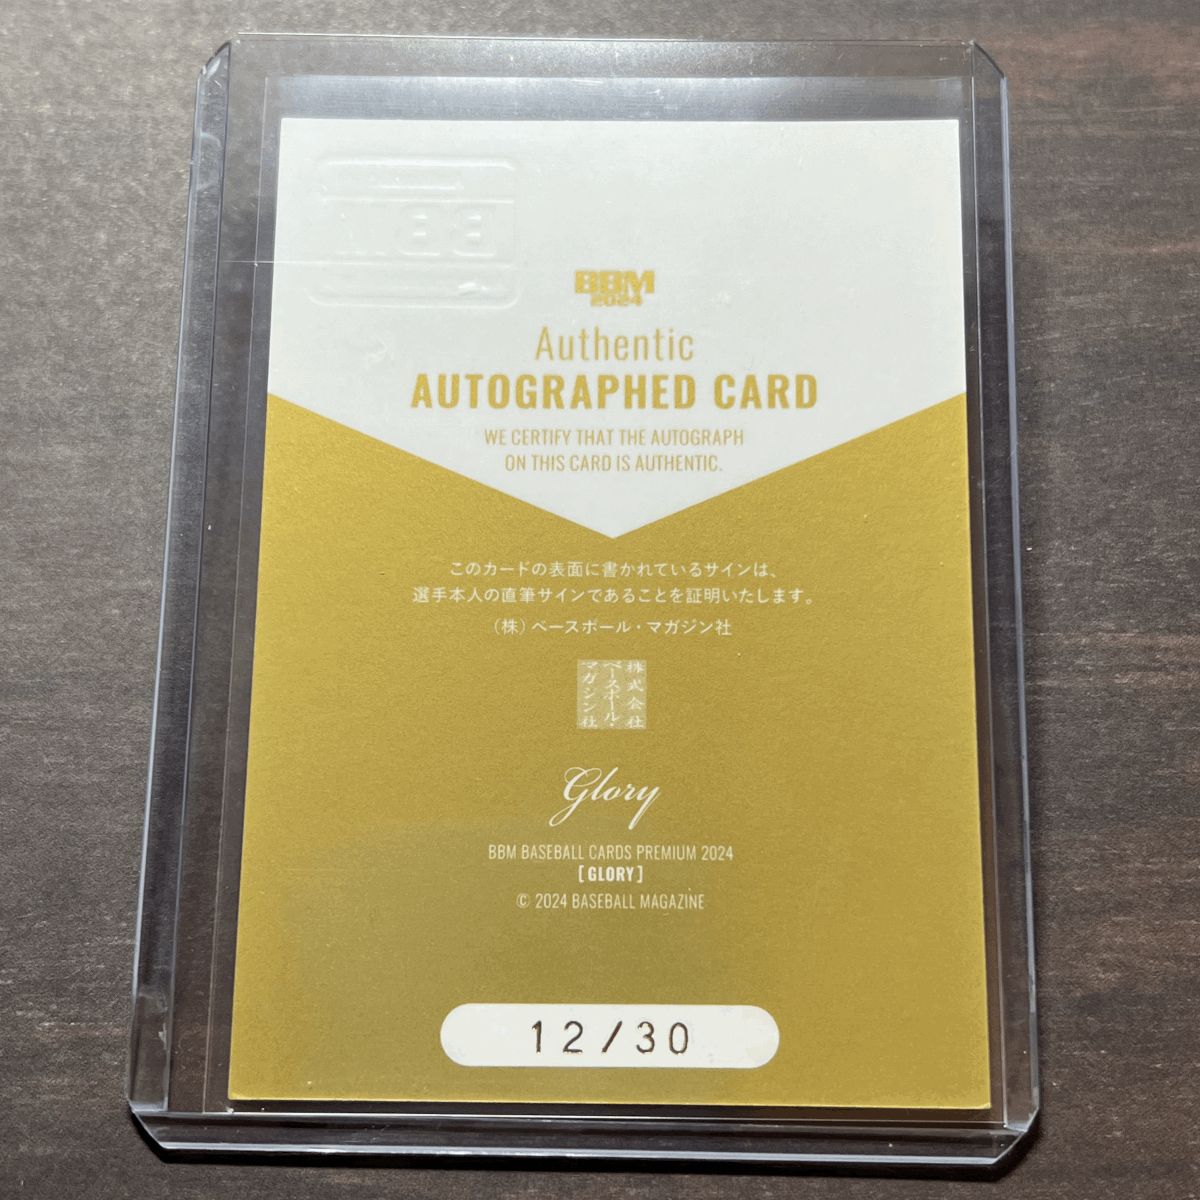 BBM
BBM
2024
Authentic
AUTOGRAPHED CARD
WE CERTIFY THAT THE AUTOGRAPH
ON THIS CARD IS AUTHENTIC.
このカードの表面に書かれているサインは、
選手本人の直筆サインであることを証明いたします。
(株)ベースボール・マガジン社
株式会社
ベースボール・
マガジン社
Glory
BBM BASEBALL CARDS PREMIUM 2024
[GLORY]
© 2024 BASEBALL MAGAZINE
12/30